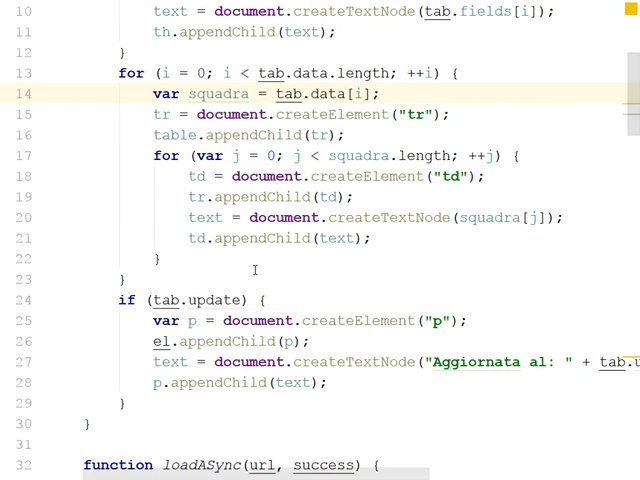 10 text = document.createTextNode(tab.fields[i]);
11 th.appendChild(text);
12 }
13 for (i = 0; i < tab.data.length; ++i) {
14 var squadra = tab.data[i];
15 tr = document.createElement("tr");
16 table.appendChild(tr);
17 for (var j = 0; j < squadra.length; ++j) {
18 td = document.createElement("td");
19 tr.appendChild(td);
20 text = document.createTextNode(squadra[j]);
21 td.appendChild(text);
22 }
23 }
24 if (tab.update) {
25 var p = document.createElement("p");
26 el.appendChild(p);
27 text = document.createTextNode("Aggiornata al: " + tab.u
28 p.appendChild(text);
29 }
30 }
31
32 function loadASync(url, success) {